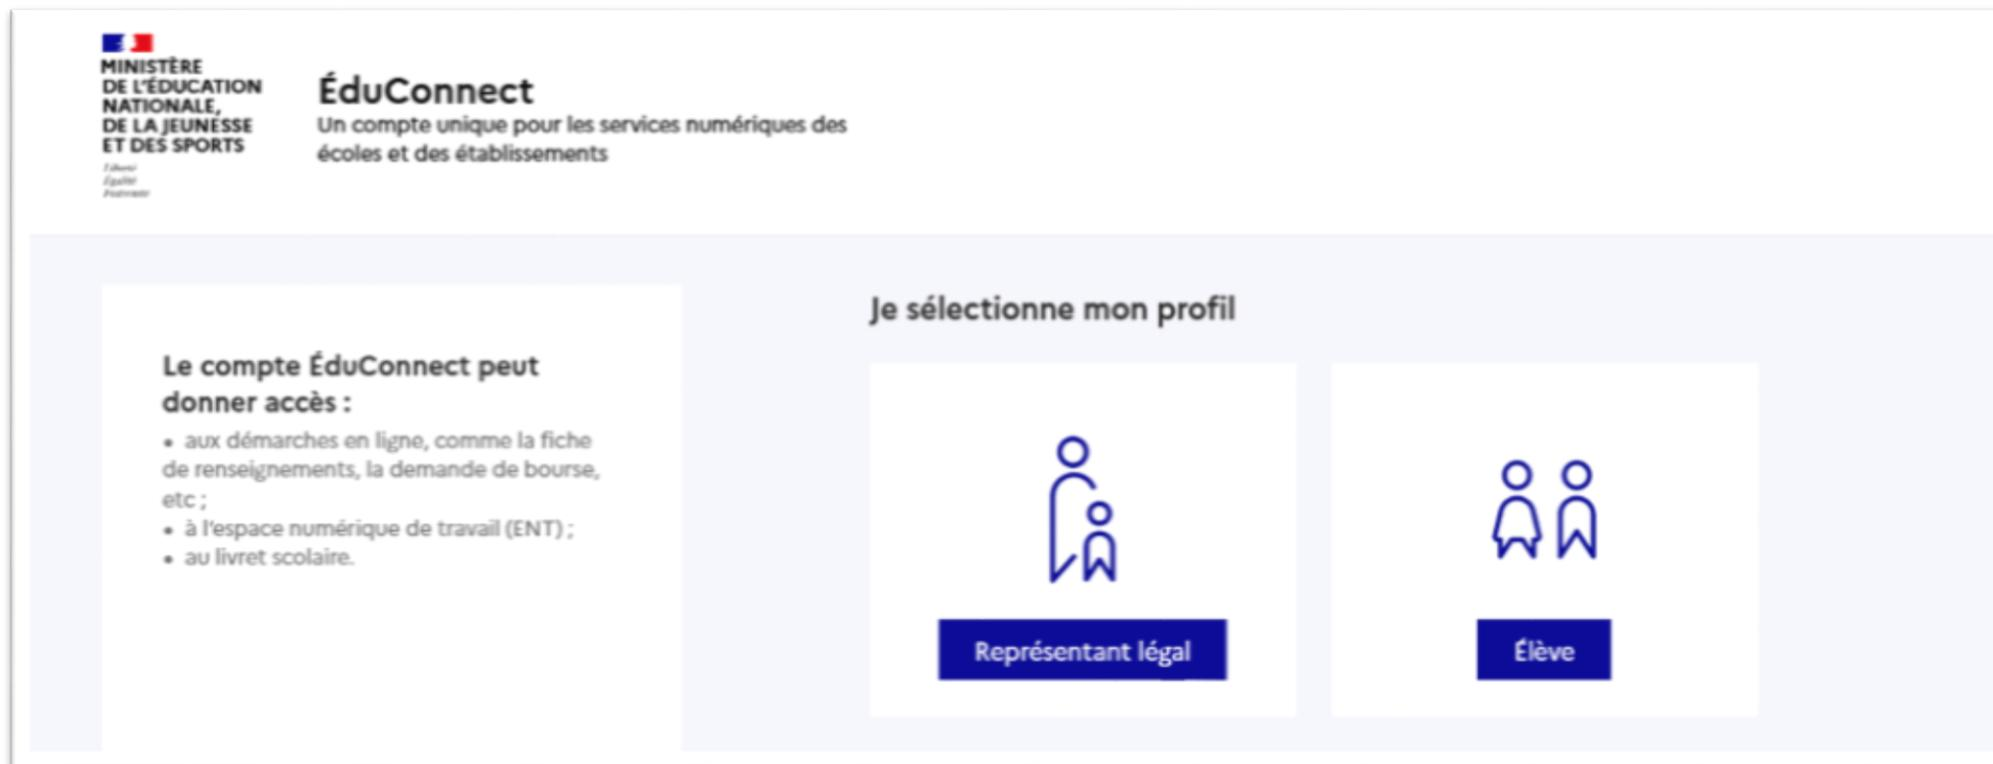 MINISTÈRE
DE L'ÉDUCATION
NATIONALE,
DE LA JEUNESSE
ET DES SPORTS
Liberté
Égalité
Fraternité
ÉduConnect
Un compte unique pour les services numériques des
écoles et des établissements
Le compte ÉduConnect peut
donner accès :
• aux démarches en ligne, comme la fiche
de renseignements, la demande de bourse,
etc ;
• à l'espace numérique de travail (ENT) ;
• au livret scolaire.
Je sélectionne mon profil
Représentant légal
Élève